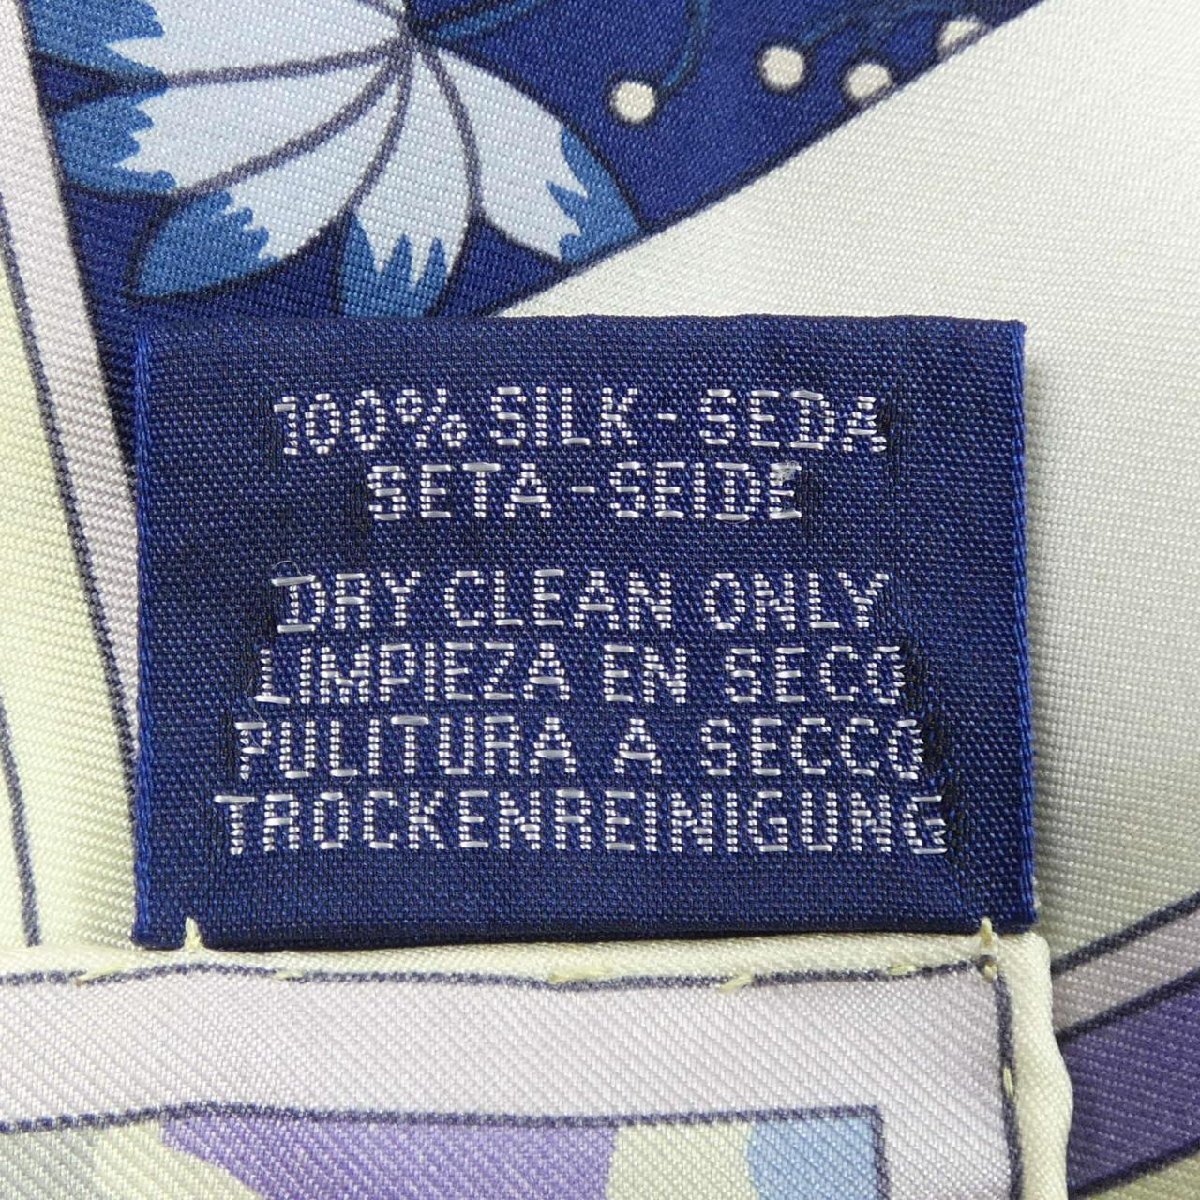 100% SILK - SEDA
SETA - SEIDE
DRY CLEAN ONLY
LIMPIEZA EN SECO
PULITURA A SECCO
TROCKENREINIGUNG